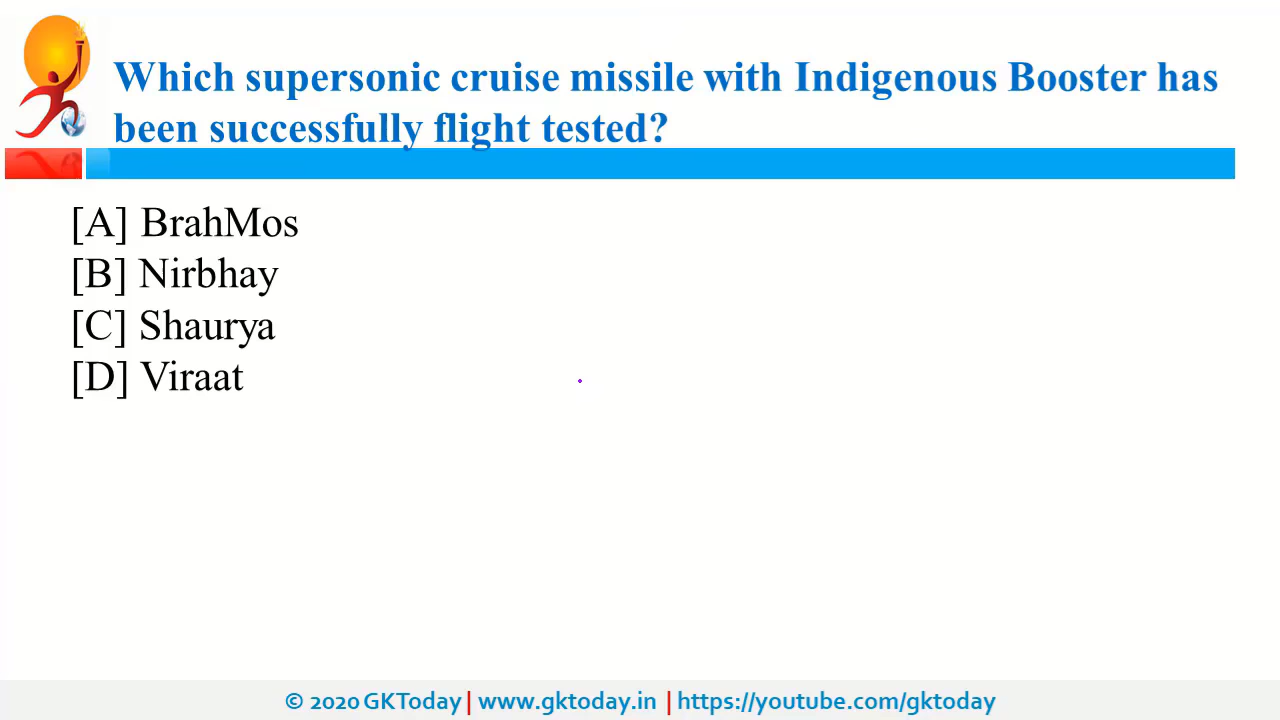 Which supersonic cruise missile with Indigenous Booster has
been successfully flight tested?
[A] BrahMos
[B] Nirbhay
[C] Shaurya
[D] Viraat
© 2020 GKToday | www.gktoday.in | https://youtube.com/gktoday